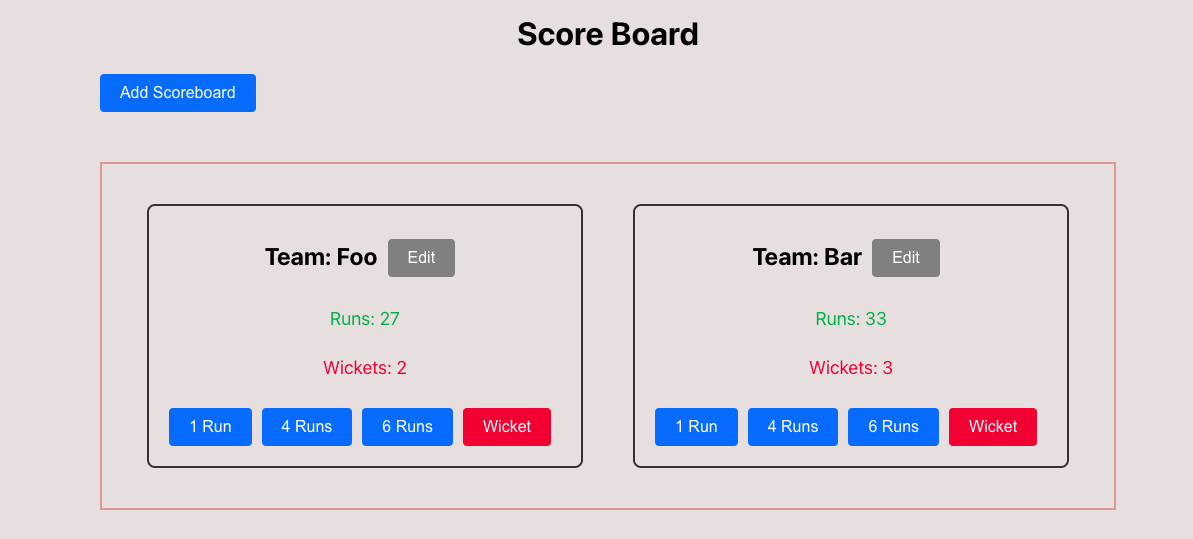 Score Board
Add Scoreboard
Team: Foo Edit
Runs: 27
Wickets: 2
1 Run 4 Runs 6 Runs Wicket
Team: Bar Edit
Runs: 33
Wickets: 3
1 Run 4 Runs 6 Runs Wicket